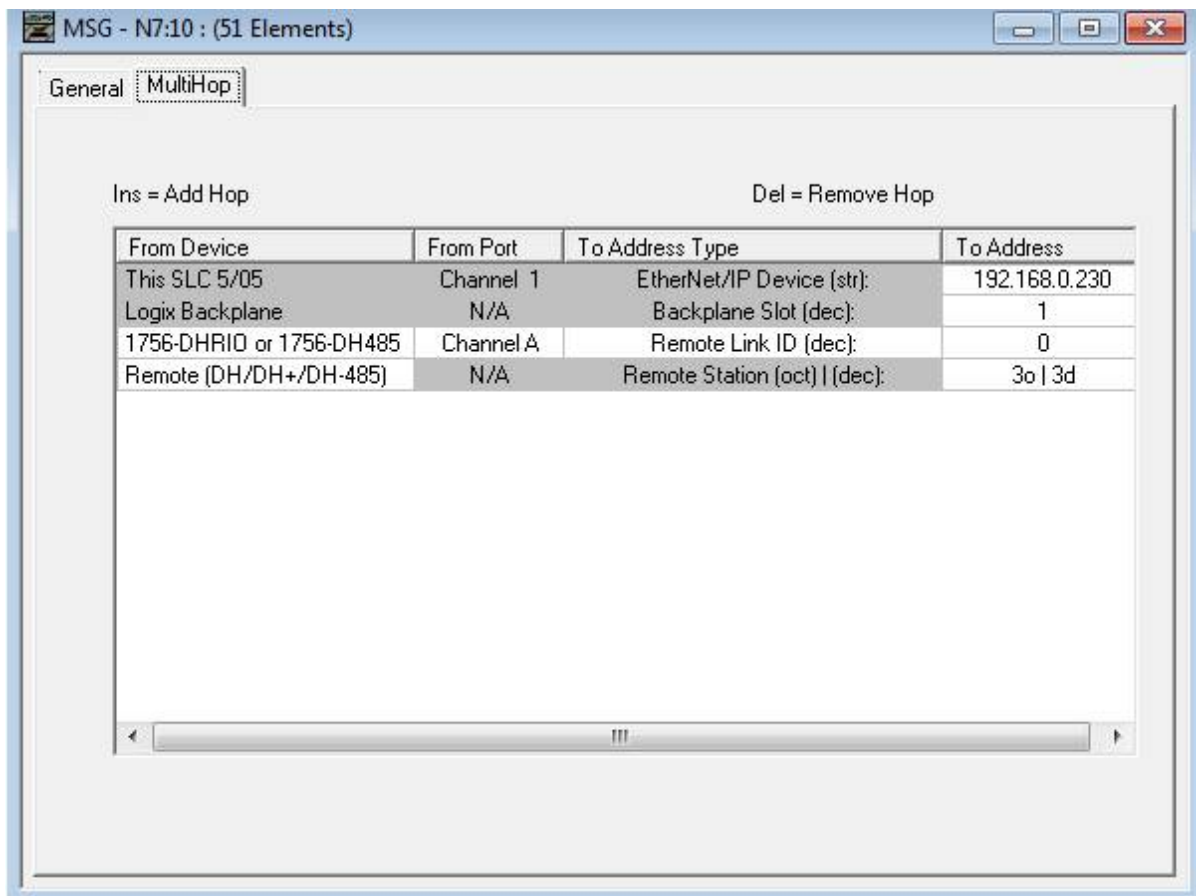 MSG - N7:10 : (51 Elements)
General MultiHop
Ins = Add Hop Del = Remove Hop
From Device From Port To Address Type To Address
This SLC 5/05 Channel 1 EtherNet/IP Device (str): 192.168.0.230
Logix Backplane N/A Backplane Slot (dec): 1
1756-DHRIO or 1756-DH485 Channel A Remote Link ID (dec): 0
Remote (DH/DH+/DH-485) N/A Remote Station (oct) | (dec): 3o | 3d